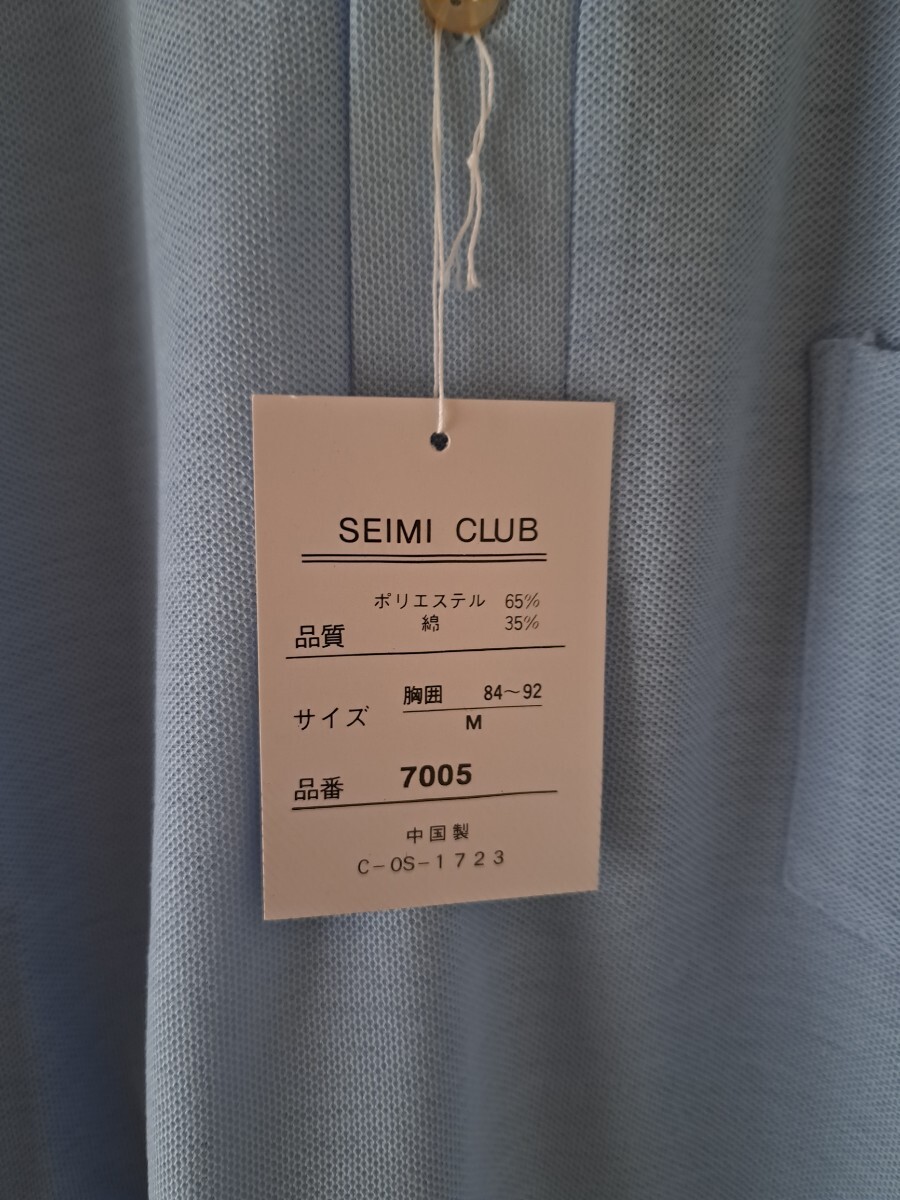 SEIMI CLUB
ポリエステル 65%
綿 35%
品質
胸囲 84～92
サイズ
M
品番 7005
中国製
C-OS-1723